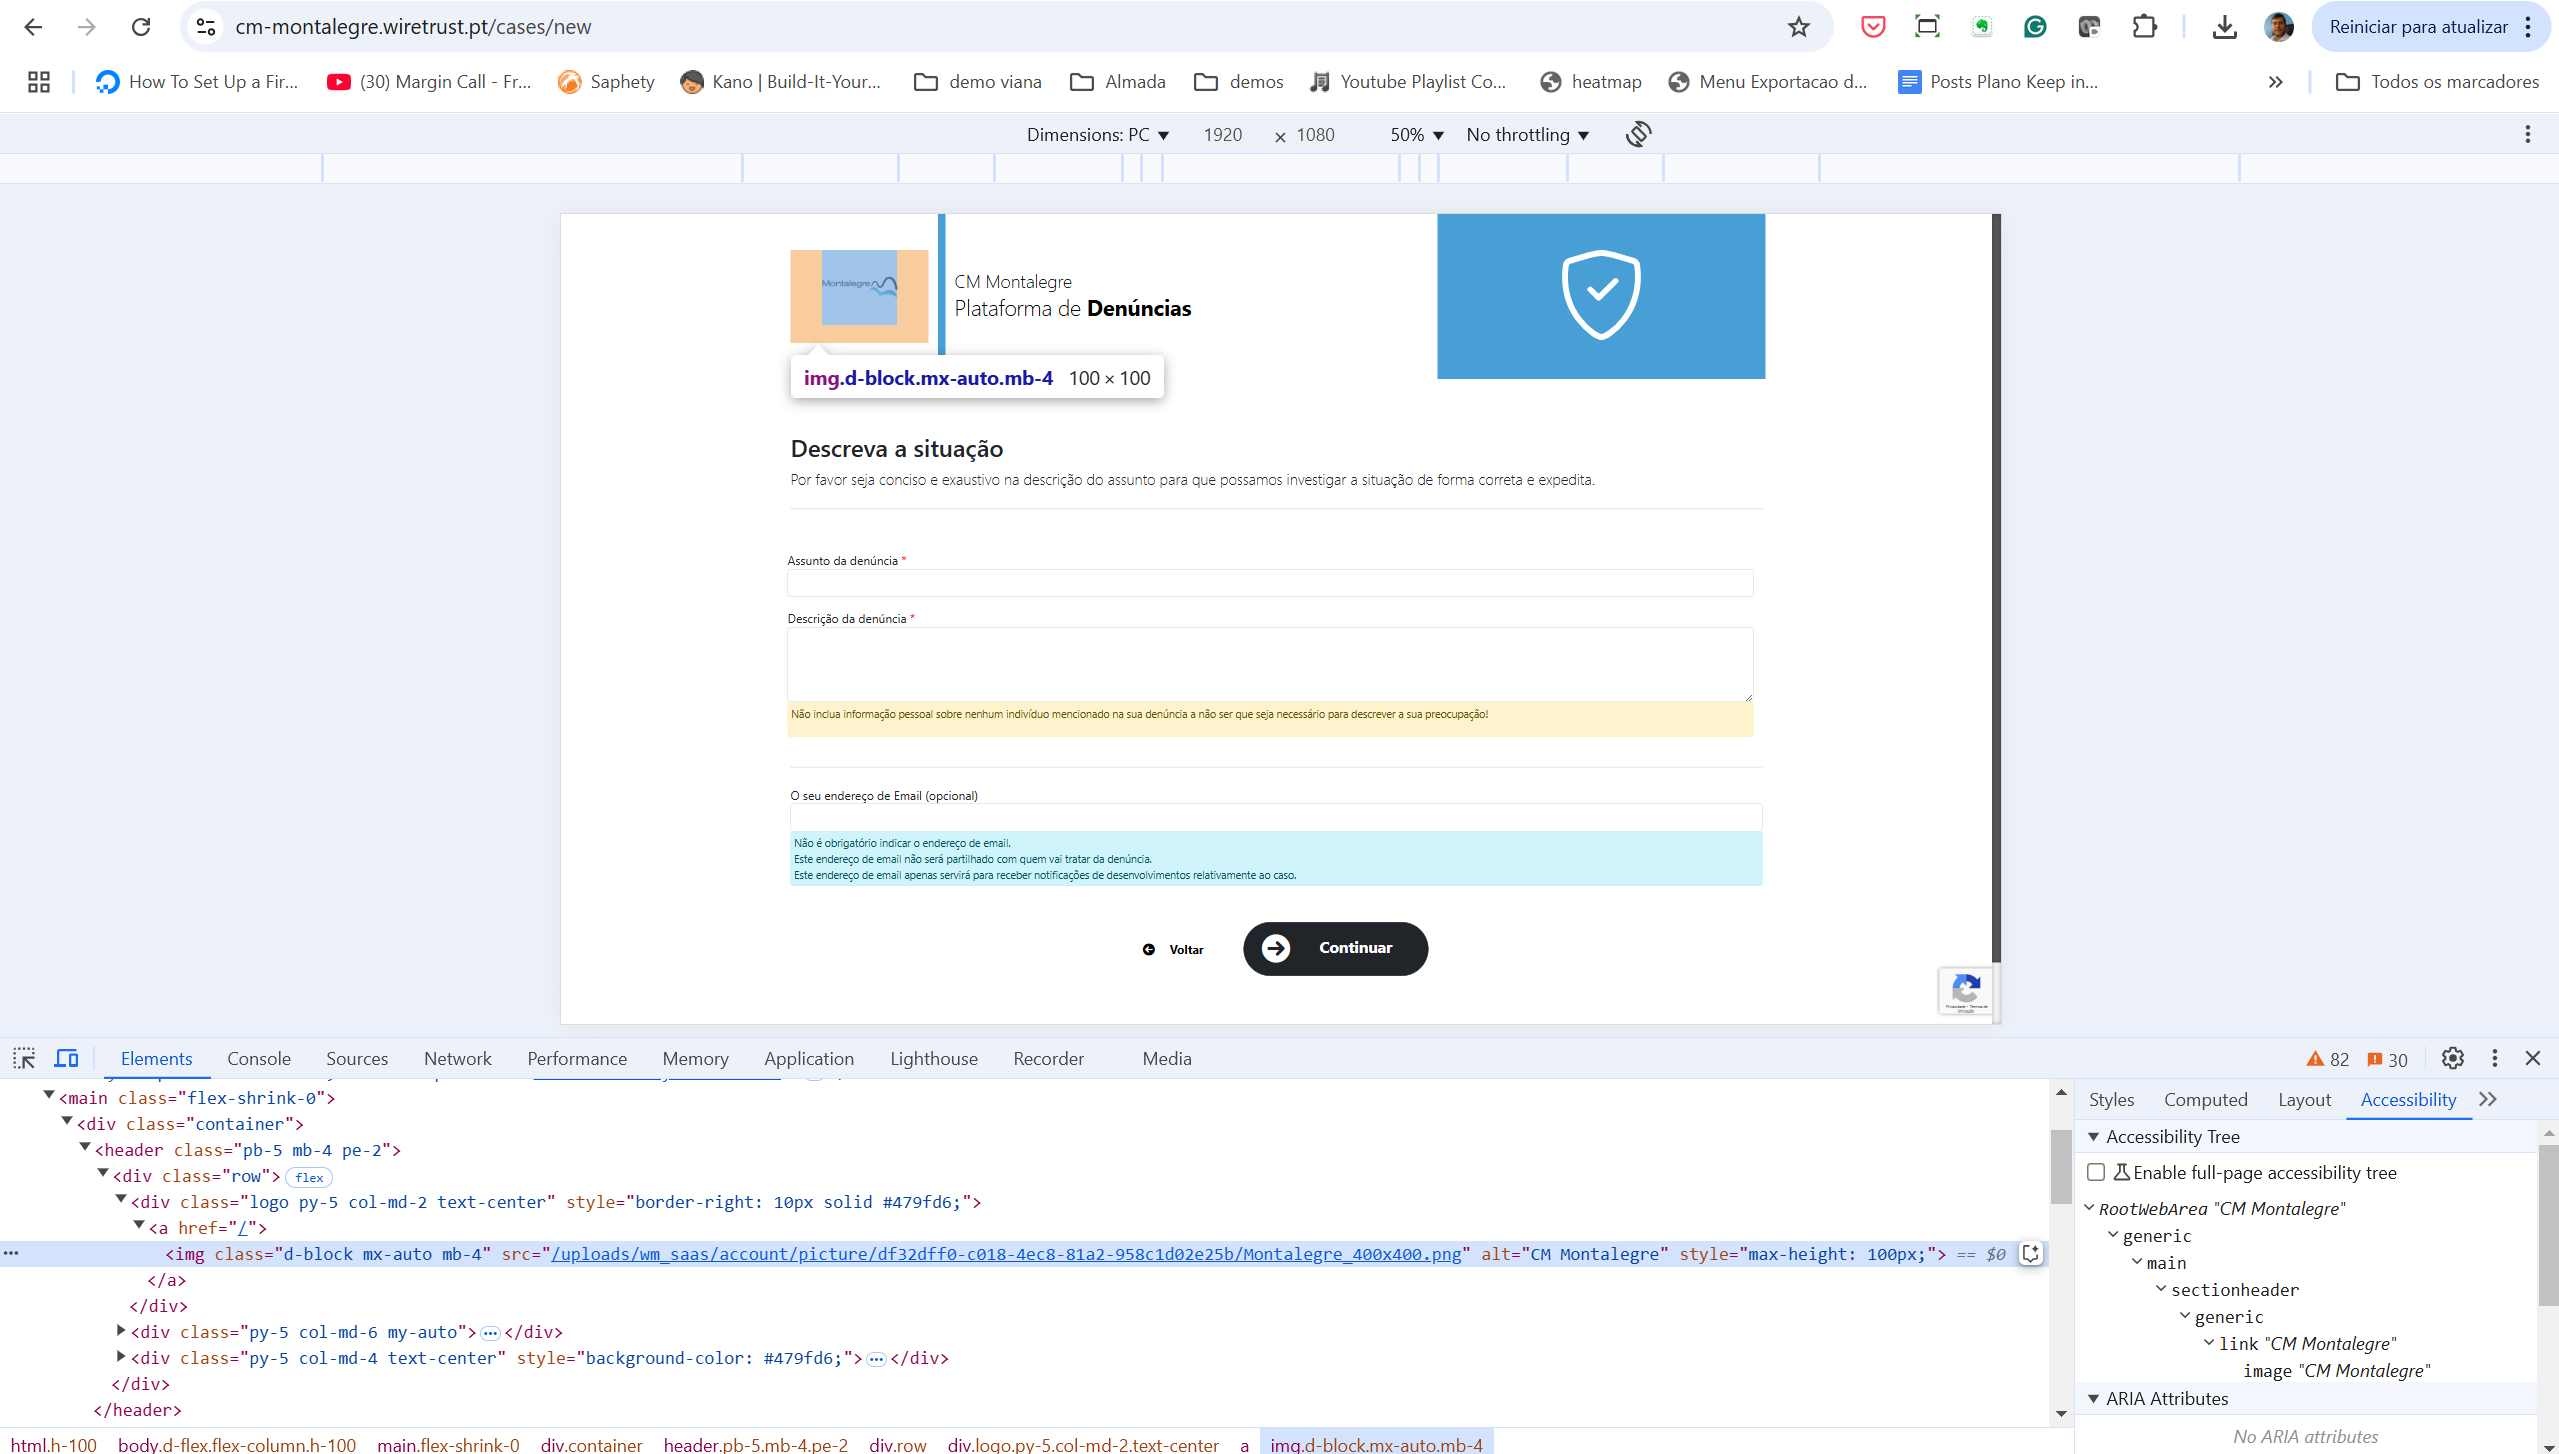 cm-montalegre.wiretrust.pt/cases/new
Reiniciar para atualizar
How To Set Up a Fir...
(30) Margin Call - Fr...
Saphety
Kano | Build-It-Your...
demo viana
Almada
demos
Youtube Playlist Co...
heatmap
Menu Exportacao d...
Posts Plano Keep in...
Todos os marcadores
Dimensions: PC
1920 × 1080
50%
No throttling
Montalegre
CM Montalegre
Plataforma de Denúncias
img.d-block.mx-auto.mb-4 100 × 100
Descreva a situação
Por favor seja conciso e exaustivo na descrição do assunto para que possamos investigar a situação de forma correta e expedita.
Assunto da denúncia *
Descrição da denúncia *
Não inclua informação pessoal sobre nenhum indivíduo mencionado na sua denúncia a não ser que seja necessário para descrever a sua preocupação!
O seu endereço de Email (opcional)
Não é obrigatório indicar o endereço de email.
Este endereço de email não será partilhado com quem vai tratar da denúncia.
Este endereço de email apenas servirá para receber notificações de desenvolvimentos relativamente ao caso.
Voltar
Continuar
Elements
Console
Sources
Network
Performance
Memory
Application
Lighthouse
Recorder
Media
82
30
<main class="flex-shrink-0">
<div class="container">
<header class="pb-5 mb-4 pe-2">
<div class="row"> flex
<div class="logo py-5 col-md-2 text-center" style="border-right: 10px solid #479fd6;">
<a href="/">
<img class="d-block mx-auto mb-4" src="/uploads/wm_saas/account/picture/df32dff0-c018-4ec8-81a2-958c1d02e25b/Montalegre_400x400.png" alt="CM Montalegre" style="max-height: 100px;"> == $0
</a>
</div>
<div class="py-5 col-md-6 my-auto">…</div>
<div class="py-5 col-md-4 text-center" style="background-color: #479fd6;">…</div>
</div>
</header>
html.h-100 body.d-flex.flex-column.h-100 main.flex-shrink-0 div.container header.pb-5.mb-4.pe-2 div.row div.logo.py-5.col-md-2.text-center a img.d-block.mx-auto.mb-4
Styles
Computed
Layout
Accessibility
Accessibility Tree
Enable full-page accessibility tree
RootWebArea "CM Montalegre"
generic
main
sectionheader
generic
link "CM Montalegre"
image "CM Montalegre"
ARIA Attributes
No ARIA attributes